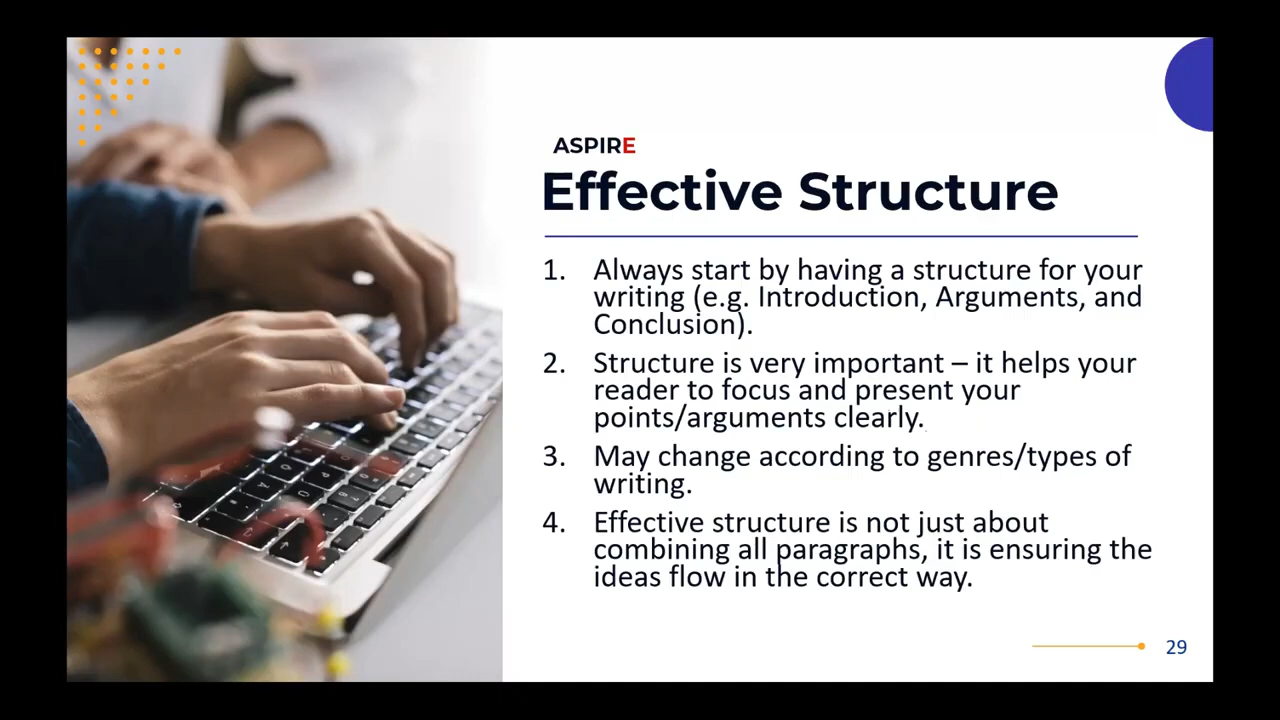 ASPIRE
Effective Structure
1. Always start by having a structure for your
writing (e.g. Introduction, Arguments, and
Conclusion).
2. Structure is very important – it helps your
reader to focus and present your
points/arguments clearly.
3. May change according to genres/types of
writing.
4. Effective structure is not just about
combining all paragraphs, it is ensuring the
ideas flow in the correct way.
29